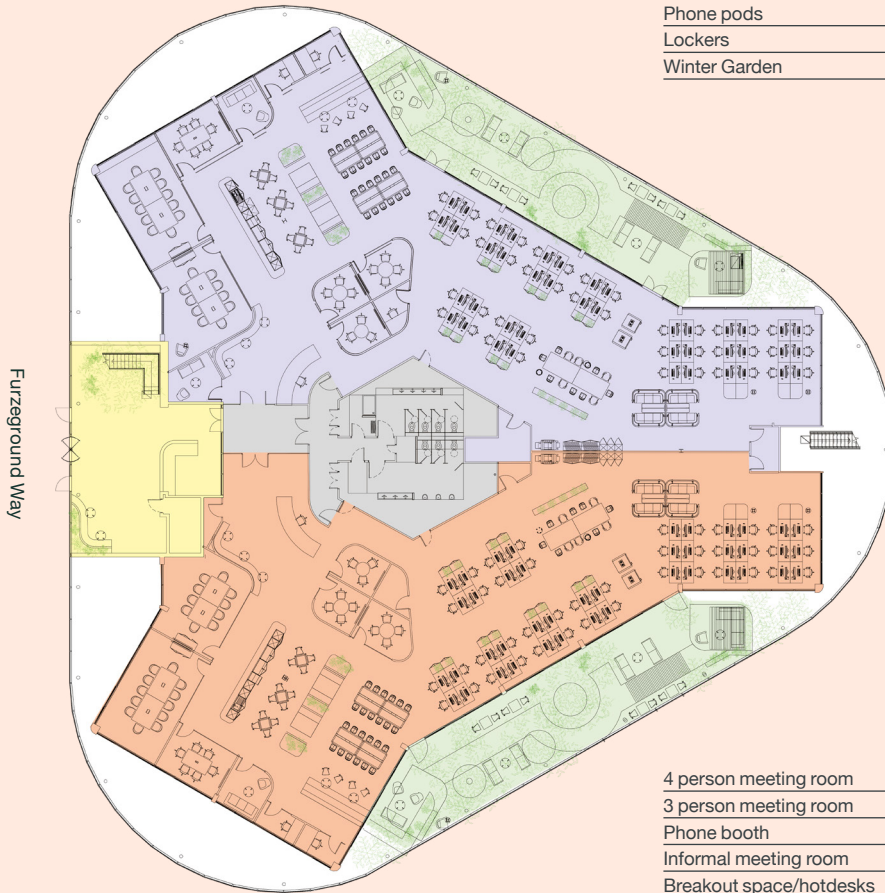 Phone pods
Lockers
Winter Garden
Furzeground Way
4 person meeting room
3 person meeting room
Phone booth
Informal meeting room
Breakout space/hotdesks